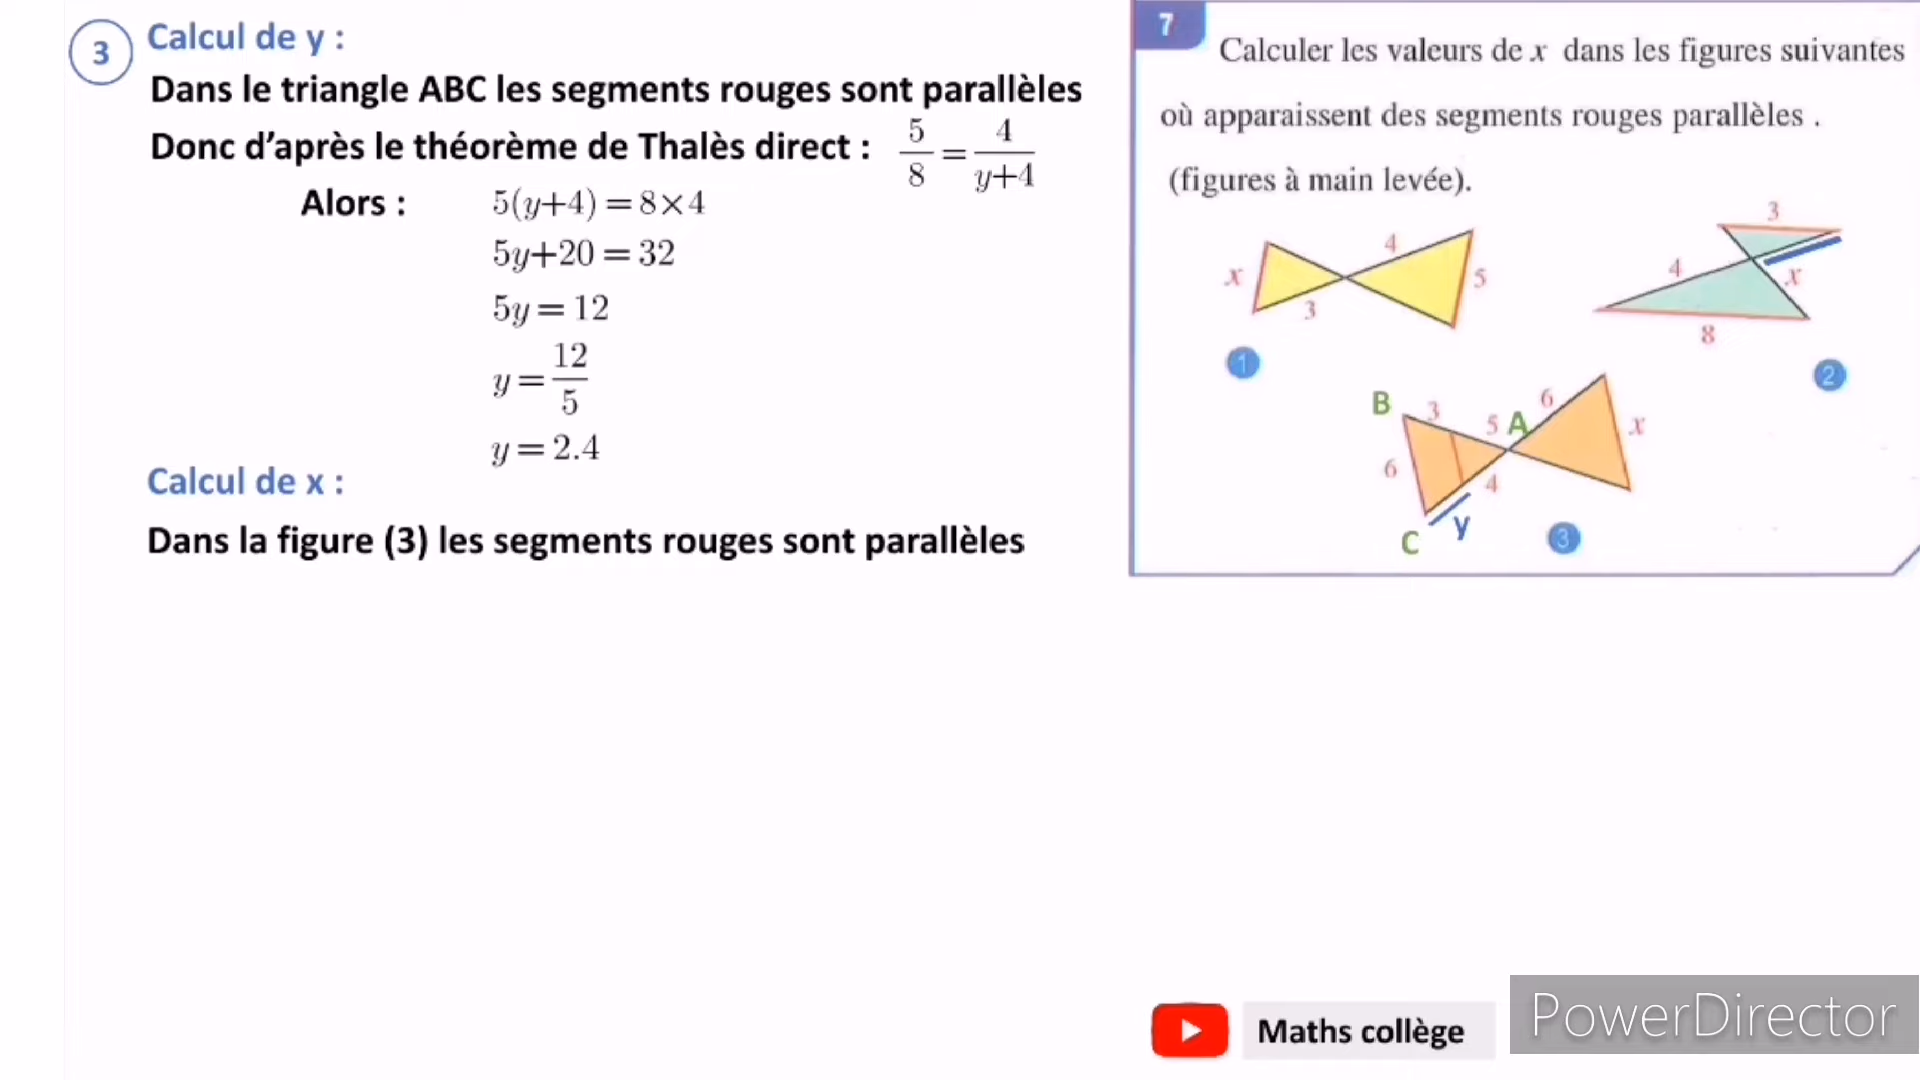 3
Calcul de y :
Dans le triangle ABC les segments rouges sont parallèles
Donc d’après le théorème de Thalès direct : 5/8 = 4/(y+4)
Alors : 5(y+4) = 8×4
5y+20 = 32
5y = 12
y = 12/5
y = 2.4
Calcul de x :
Dans la figure (3) les segments rouges sont parallèles
7
Calculer les valeurs de x dans les figures suivantes
où apparaissent des segments rouges parallèles .
(figures à main levée).
x 4 5 3
1
3 4 x 8
2
B 3 5 A 6 x
6 4
C y
3
Maths collège
PowerDirector